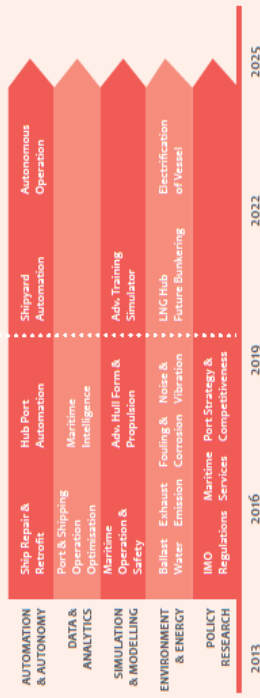 AUTOMATION
& AUTONOMY
Ship Repair &
Retrofit
Hub Port
Automation
Shipyard
Automation
Autonomous
Operation
DATA &
ANALYTICS
Port & Shipping
Operation
Optimisation
Maritime
Intelligence
SIMULATION
& MODELLING
Maritime
Operation &
Safety
Adv. Hull Form &
Propulsion
Adv. Training
Simulator
ENVIRONMENT
& ENERGY
Ballast
Water
Exhaust
Emission
Fouling &
Corrosion
Noise &
Vibration
LNG Hub
Future Bunkering
Electrification
of Vessel
POLICY
RESEARCH
IMO
Regulations
Maritime
Services
Port Strategy &
Competitiveness
2013
2016
2019
2022
2025